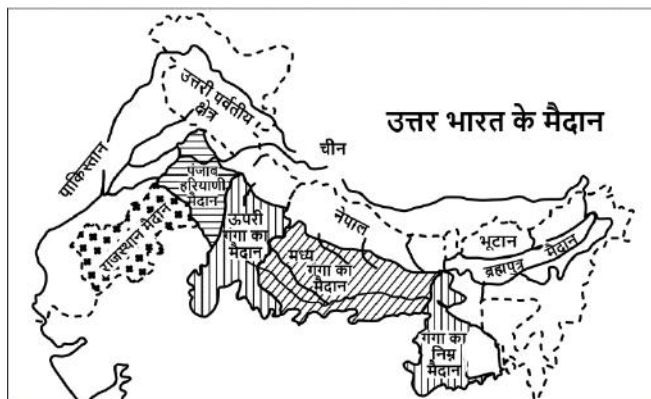 उत्तर भारत के मैदान
उत्तरी पर्वतीय
क्षेत्र
पाकिस्तान
चीन
पंजाब
हरियाणी
मैदान
राजस्थान मैदान
ऊपरी
गंगा का
मैदान
नेपाल
मध्य
गंगा का
मैदान
भूटान
ब्रह्मपुत्र मैदान
गंगा का
निम्न
मैदान